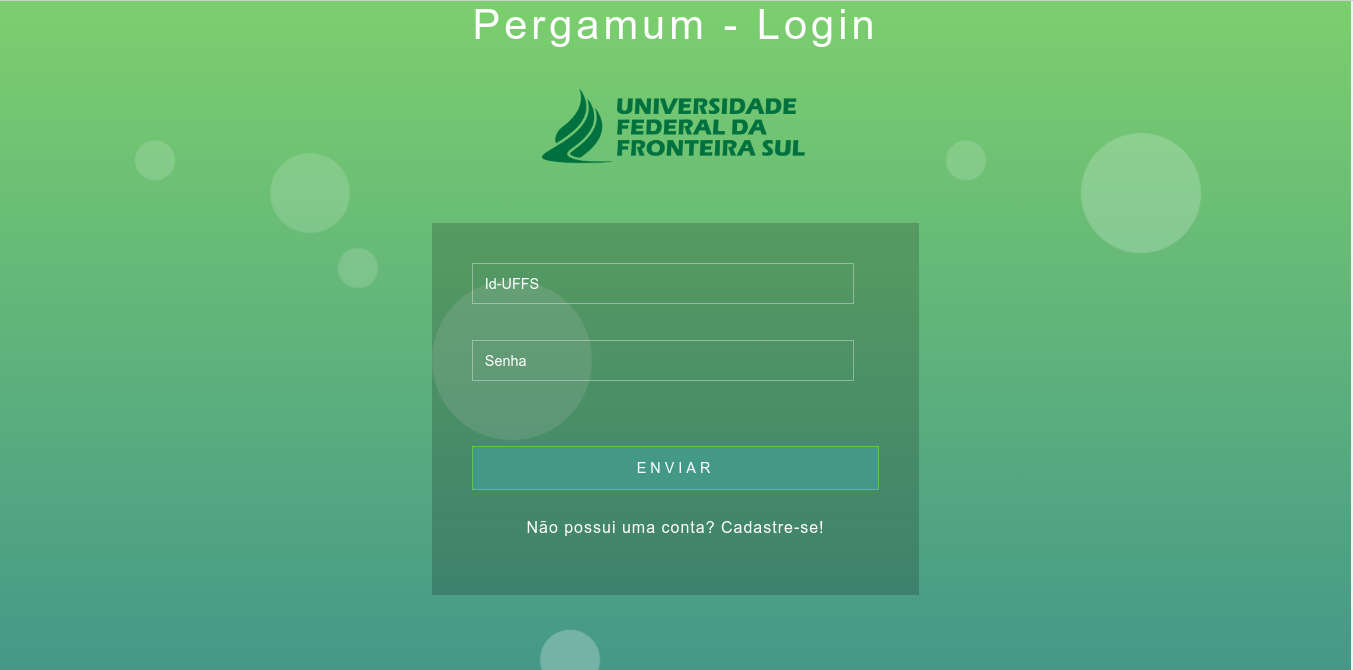 Pergamum - Login
UNIVERSIDADE
FEDERAL DA
FRONTEIRA SUL
Id-UFFS
Senha
ENVIAR
Não possui uma conta? Cadastre-se!